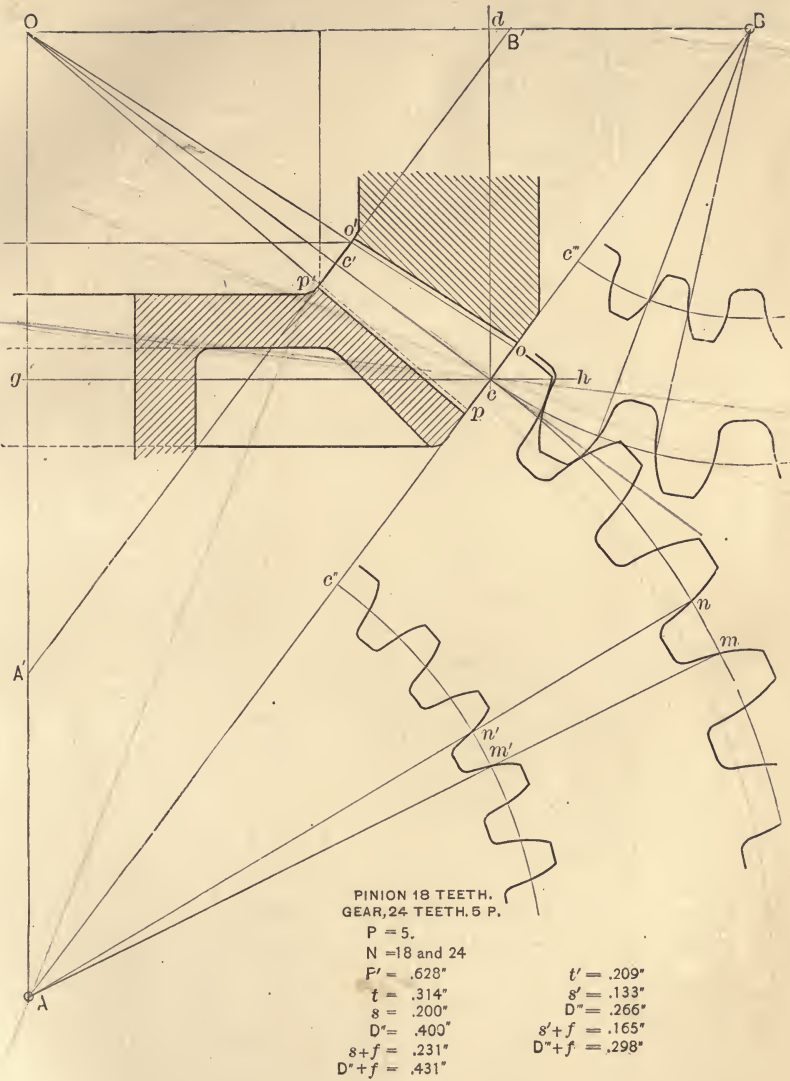 O
d
B
B'
o'
c'
c'''
p'
o
g
c
h
p
c''
n
m
A'
n'
m'
A
PINION 18 TEETH.
GEAR, 24 TEETH. 5 P.
P = 5.
N = 18 and 24
P' = .628"
t = .314"
s = .200"
D" = .400"
s+f = .231"
D"+f = .431"
t' = .209"
s' = .133"
D''' = .266"
s'+f = .165"
D'''+f = .298"